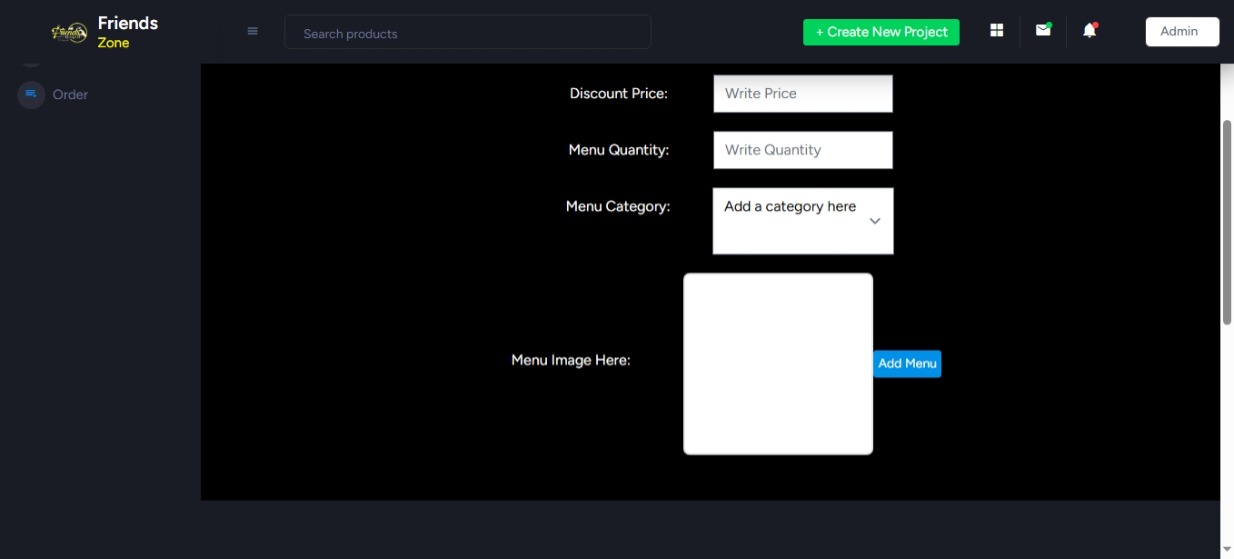 Friends
Zone
Search products
+ Create New Project
Admin
Order
Discount Price:
Write Price
Menu Quantity:
Write Quantity
Menu Category:
Add a category here
Menu Image Here:
Add Menu